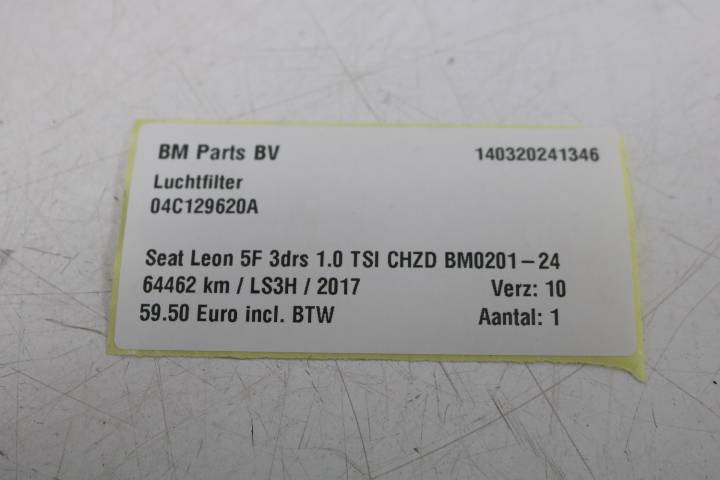 BM Parts BV 140320241346
Luchtfilter
04C129620A
Seat Leon 5F 3drs 1.0 TSI CHZD BM0201-24
64462 km / LS3H / 2017 Verz: 10
59.50 Euro incl. BTW Aantal: 1